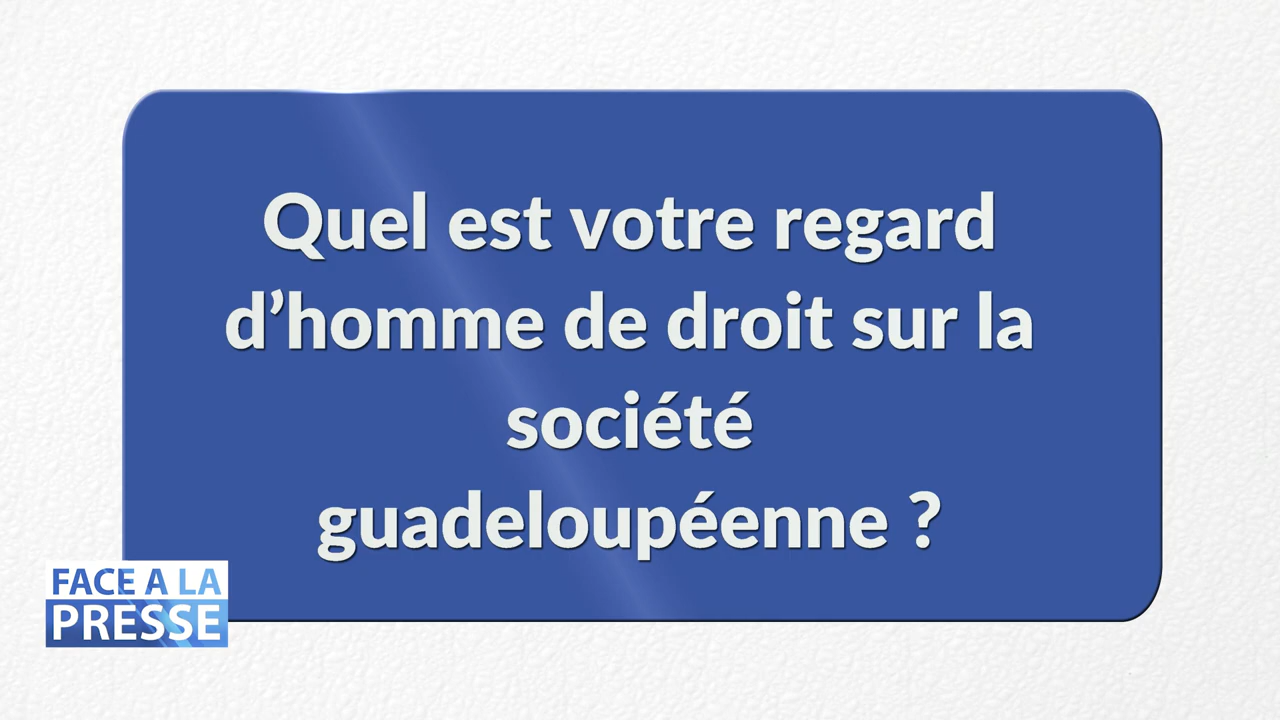 Quel est votre regard
d’homme de droit sur la
société
guadeloupéenne ?
FACE A LA
PRESSE